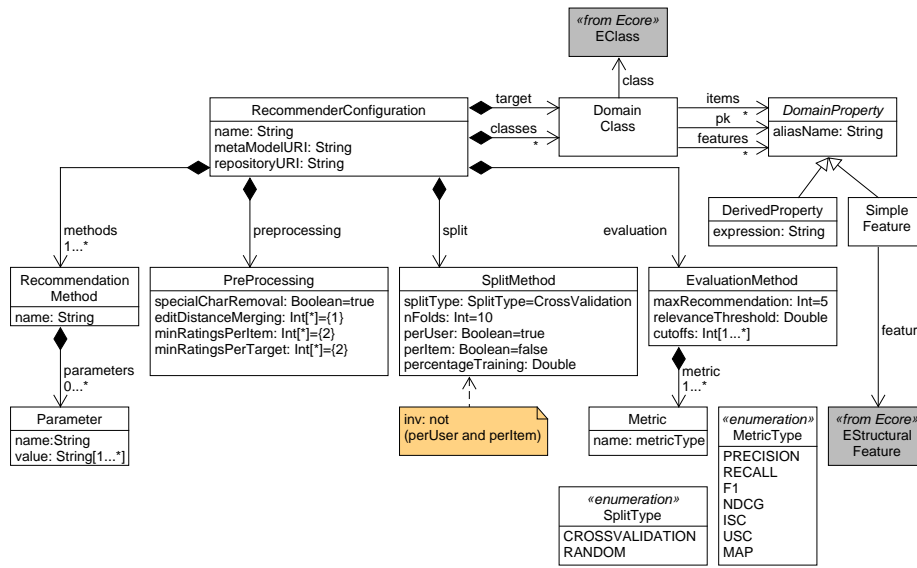 «from Ecore»
EClass
class
RecommenderConfiguration
name: String
metaModelURI: String
repositoryURI: String
target
classes
*
Domain
Class
items
*
pk
features
*
DomainProperty
aliasName: String
DerivedProperty
expression: String
Simple
Feature
methods
1...*
preprocessing
split
evaluation
Recommendation
Method
name: String
PreProcessing
specialCharRemoval: Boolean=true
editDistanceMerging: Int[*]={1}
minRatingsPerItem: Int[*]={2}
minRatingsPerTarget: Int[*]={2}
SplitMethod
splitType: SplitType=CrossValidation
nFolds: Int=10
perUser: Boolean=true
perItem: Boolean=false
percentageTraining: Double
EvaluationMethod
maxRecommendation: Int=5
relevanceThreshold: Double
cutoffs: Int[1...*]
parameters
0...*
metric
1...*
Parameter
name:String
value: String[1...*]
inv: not
(perUser and perItem)
Metric
name: metricType
«enumeration»
MetricType
PRECISION
RECALL
F1
NDCG
ISC
USC
MAP
«from Ecore»
EStructural
Feature
«enumeration»
SplitType
CROSSVALIDATION
RANDOM